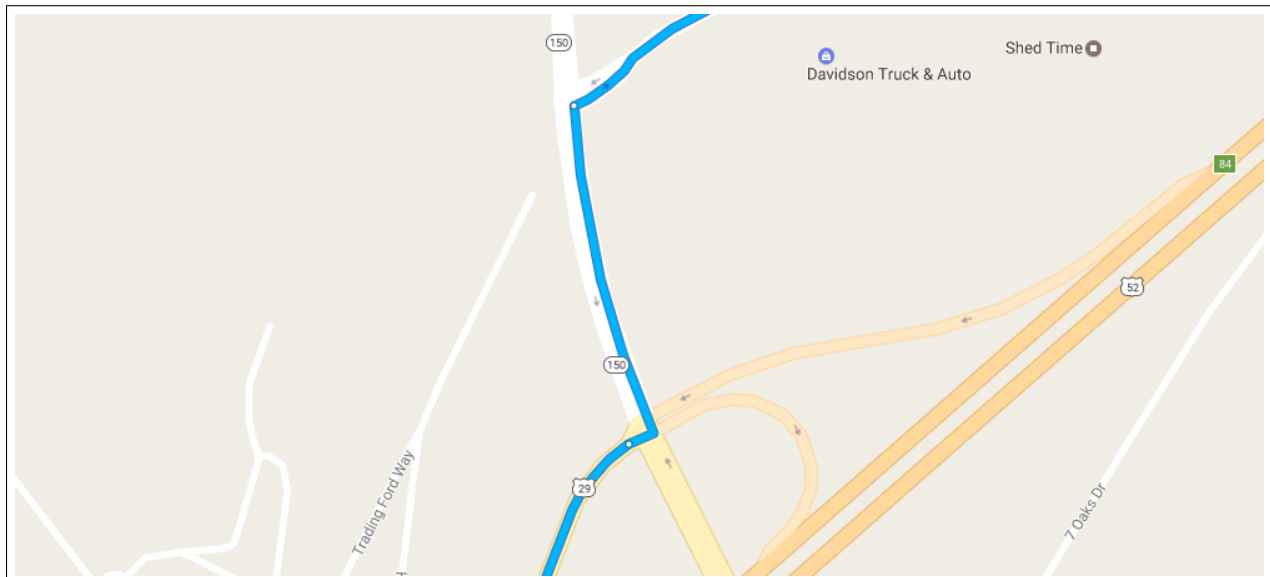 150
Shed Time
Davidson Truck & Auto
84
52
150
Trading Ford Way
29
7 Oaks Dr
H